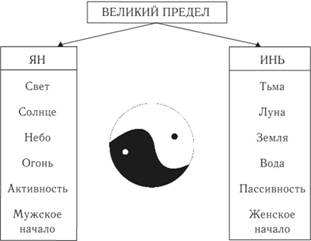 ВЕЛИКИЙ ПРЕДЕЛ
ЯН
Свет
Солнце
Небо
Огонь
Активность
Мужское
начало
ИНЬ
Тьма
Луна
Земля
Вода
Пассивность
Женское
начало